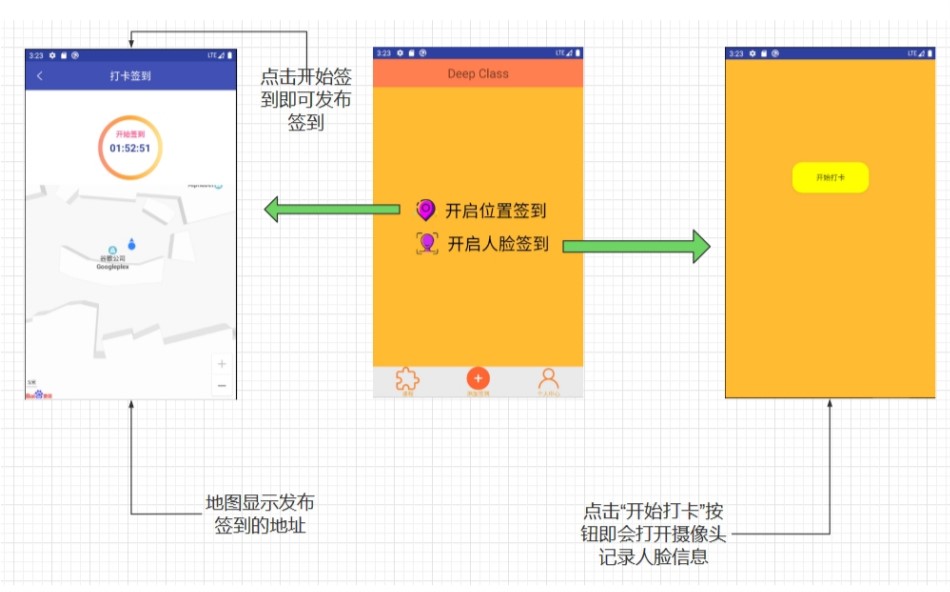 3:23
LTE
打卡签到
开始签到
01:52:51
谷歌公司
Googleplex
点击开始签
到即可发布
签到
3:23
LTE
Deep Class
开启位置签到
开启人脸签到
个人中心
3:23
LTE
开始打卡
地图显示发布
签到的地址
点击“开始打卡”按
钮即会打开摄像头
记录人脸信息